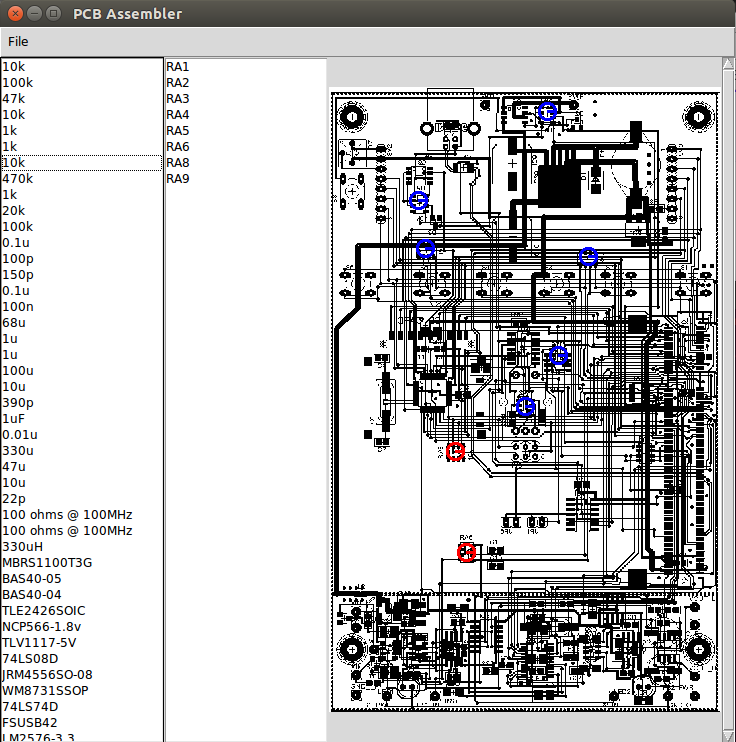 PCB Assembler
File
10k
100k
47k
10k
1k
1k
10k
470k
1k
20k
100k
0.1u
100p
150p
0.1u
100n
68u
1u
1u
100u
10u
390p
1uF
0.01u
330u
47u
10u
22p
100 ohms @ 100MHz
100 ohms @ 100MHz
330uH
MBRS1100T3G
BAS40-05
BAS40-04
TLE2426SOIC
NCP566-1.8v
TLV1117-5V
74LS08D
JRM4556SO-08
WM8731SSOP
74LS74D
FSUSB42
LM2576-3.3
RA1
RA2
RA3
RA4
RA5
RA6
RA8
RA9